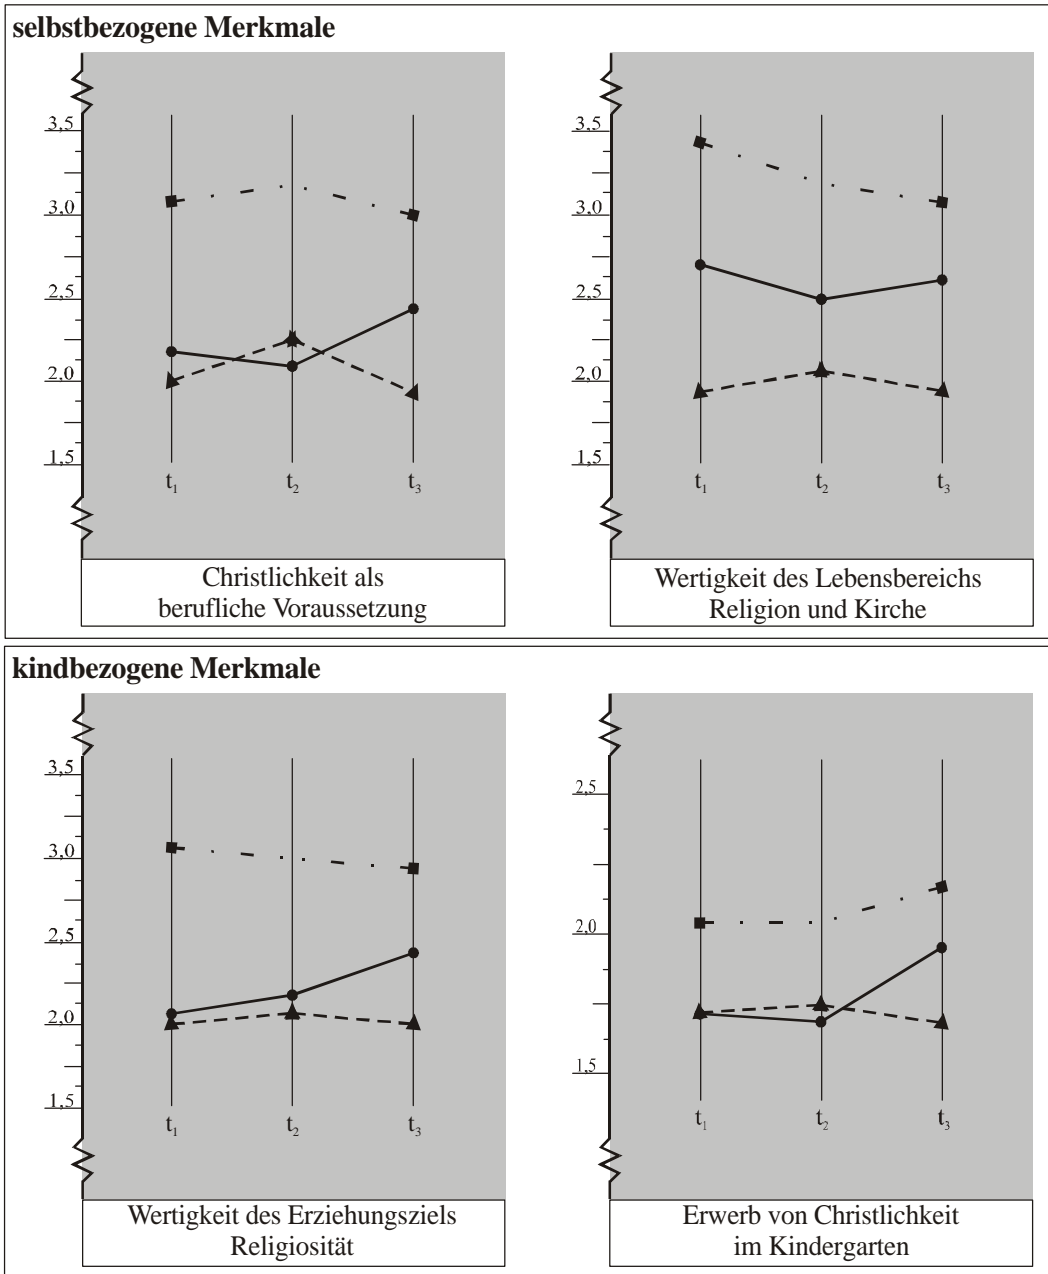 selbstbezogene Merkmale
3,5
3,0
2,5
2,0
1,5
t1
t2
t3
Christlichkeit als
berufliche Voraussetzung
3,5
3,0
2,5
2,0
1,5
t1
t2
t3
Wertigkeit des Lebensbereichs
Religion und Kirche
kindbezogene Merkmale
3,5
3,0
2,5
2,0
1,5
t1
t2
t3
Wertigkeit des Erziehungsziels
Religiosität
2,5
2,0
1,5
t1
t2
t3
Erwerb von Christlichkeit
im Kindergarten